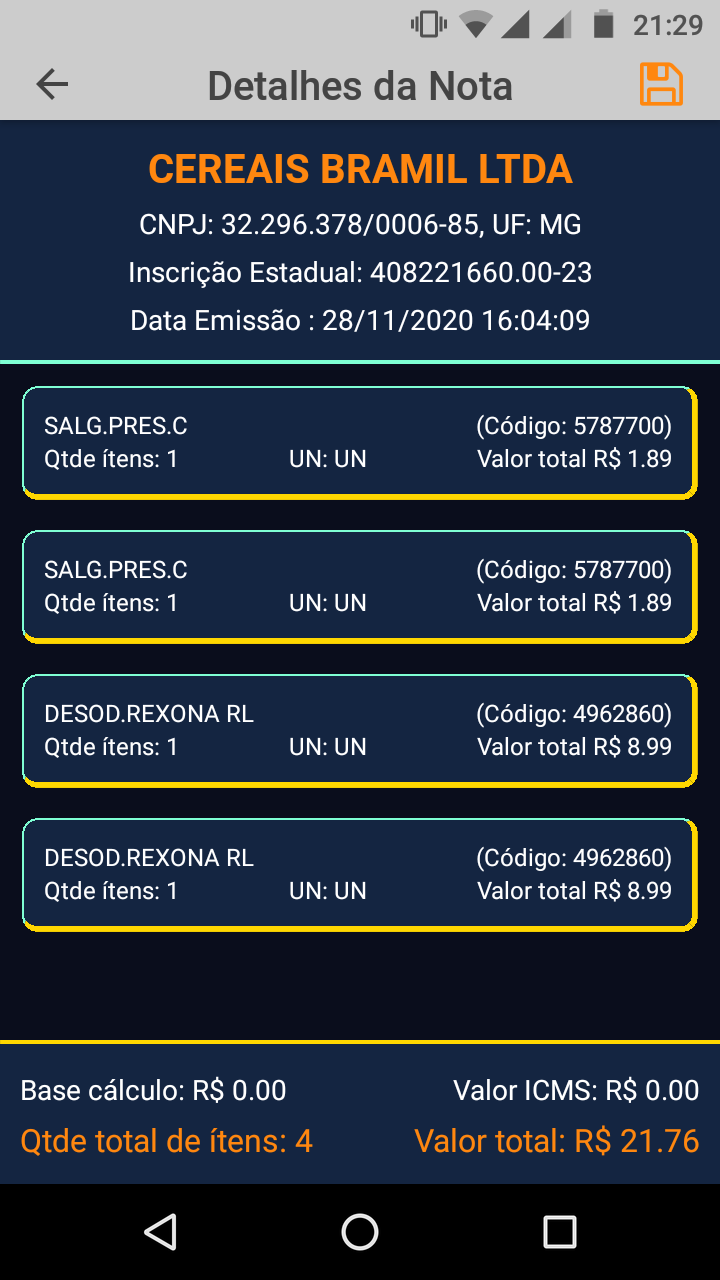 21:29
Detalhes da Nota
CEREAIS BRAMIL LTDA
CNPJ: 32.296.378/0006-85, UF: MG
Inscrição Estadual: 408221660.00-23
Data Emissão : 28/11/2020 16:04:09
SALG.PRES.C (Código: 5787700)
Qtde ítens: 1 UN: UN Valor total R$ 1.89
SALG.PRES.C (Código: 5787700)
Qtde ítens: 1 UN: UN Valor total R$ 1.89
DESOD.REXONA RL (Código: 4962860)
Qtde ítens: 1 UN: UN Valor total R$ 8.99
DESOD.REXONA RL (Código: 4962860)
Qtde ítens: 1 UN: UN Valor total R$ 8.99
Base cálculo: R$ 0.00 Valor ICMS: R$ 0.00
Qtde total de ítens: 4 Valor total: R$ 21.76